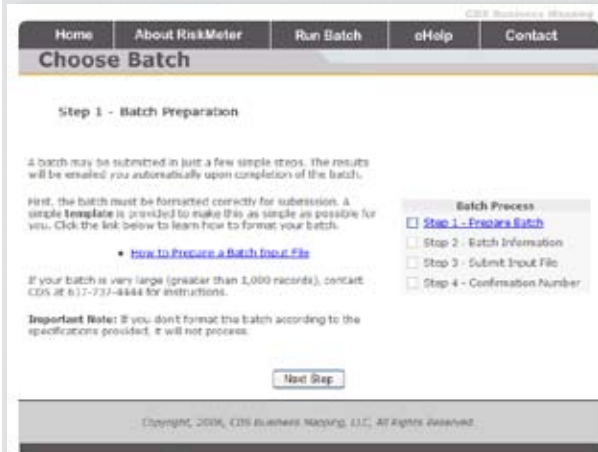 CDS Business Mapping
Home About RiskMeter Run Batch eHelp Contact
Choose Batch
Step 1 - Batch Preparation
A batch may be submitted in just a few simple steps. The results
will be emailed you automatically upon completion of the batch.
First, the batch must be formatted correctly for submission. A
simple template is provided to make this as simple as possible for
you. Click the link below to learn how to format your batch.
• How to Prepare a Batch Input File
If your batch is very large (greater than 1,000 records), contact
CDS at 617-737-4444 for instructions.
Important Note: If you don't format the batch according to the
specifications provided, it will not process.
Batch Process
Step 1 - Prepare Batch
Step 2 - Batch Information
Step 3 - Submit Input File
Step 4 - Confirmation Number
Next Step
Copyright, 2006, CDS Business Mapping, LLC, All Rights Reserved.